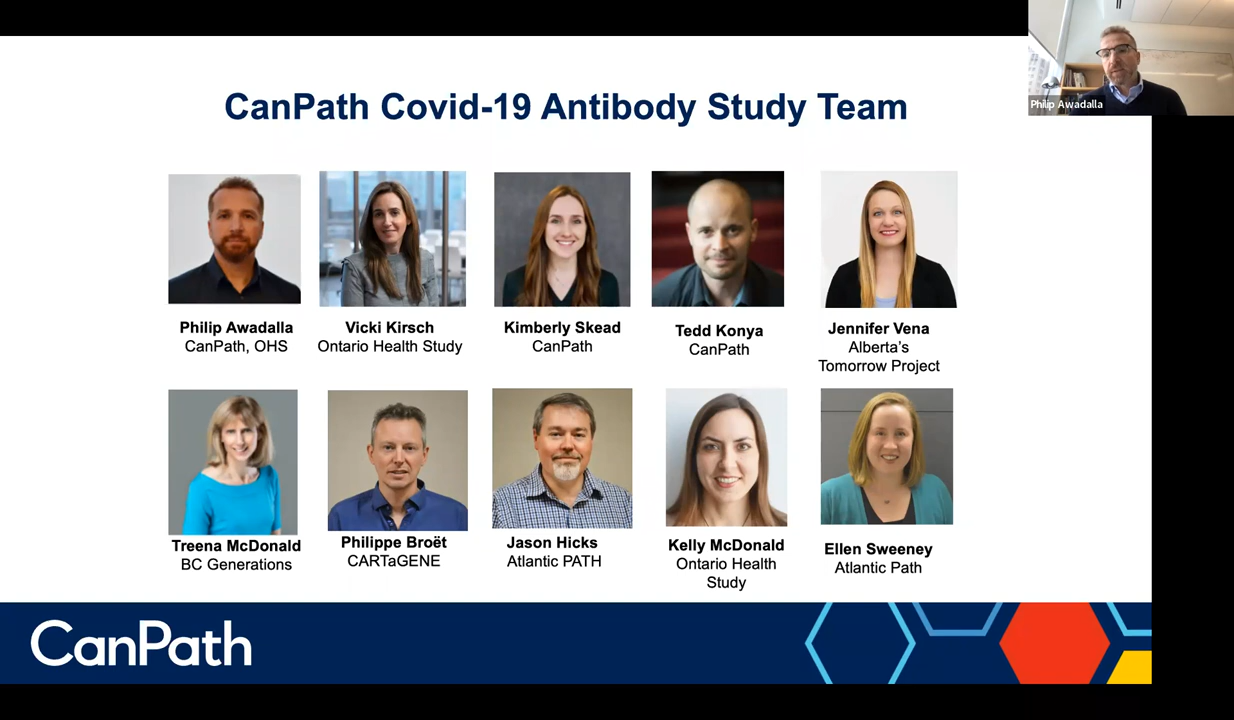 CanPath Covid-19 Antibody Study Team
Philip Awadalla
Philip Awadalla
CanPath, OHS
Vicki Kirsch
Ontario Health Study
Kimberly Skead
CanPath
Tedd Konya
CanPath
Jennifer Vena
Alberta's
Tomorrow Project
Treena McDonald
BC Generations
Philippe Broët
CARTaGENE
Jason Hicks
Atlantic PATH
Kelly McDonald
Ontario Health
Study
Ellen Sweeney
Atlantic Path
CanPath